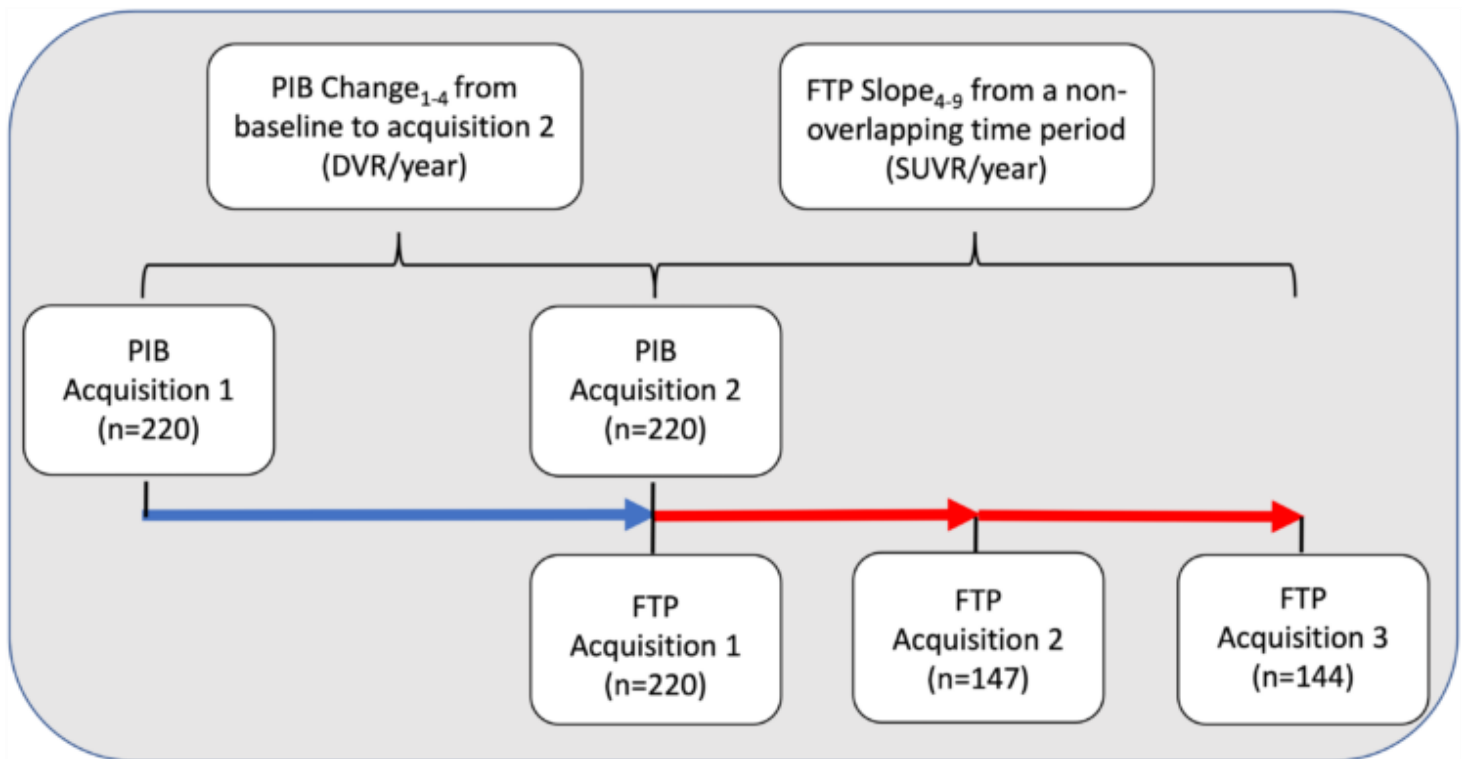 PIB Change₁₋₄ from
baseline to acquisition 2
(DVR/year)
FTP Slope₄₋₉ from a non-
overlapping time period
(SUVR/year)
PIB
Acquisition 1
(n=220)
PIB
Acquisition 2
(n=220)
FTP
Acquisition 1
(n=220)
FTP
Acquisition 2
(n=147)
FTP
Acquisition 3
(n=144)